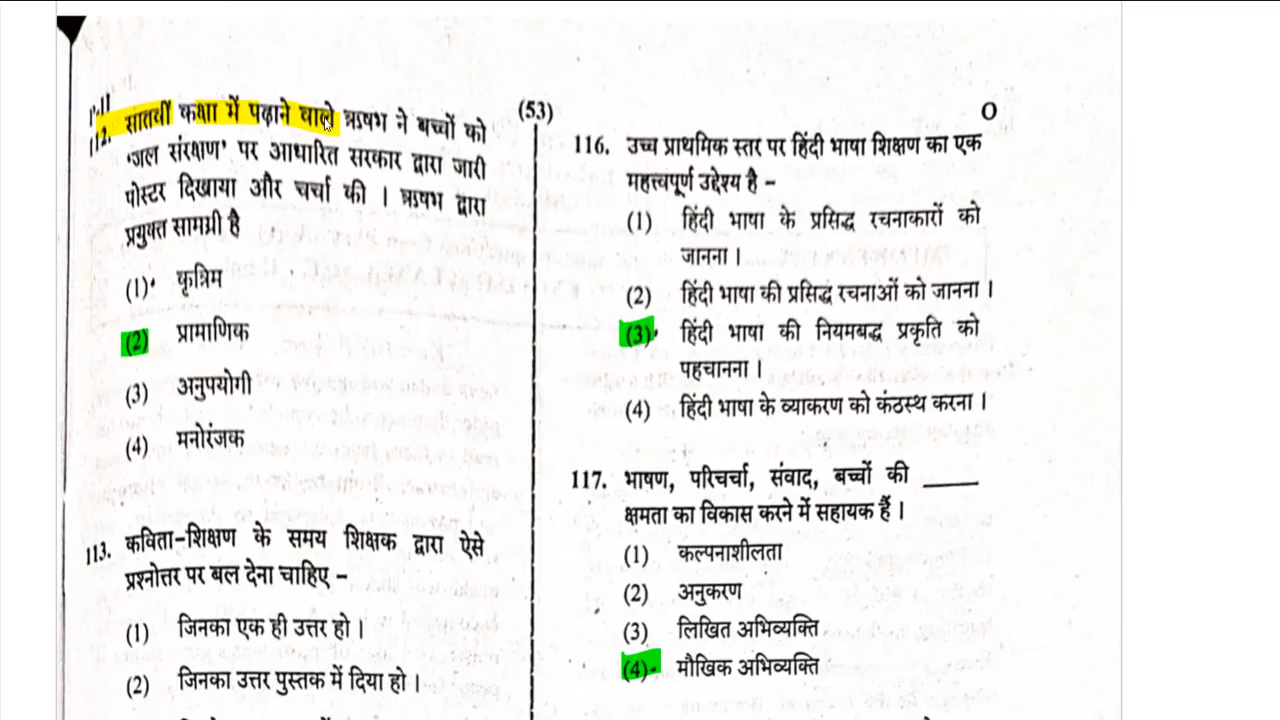 (53)
O
112. सातवीं कक्षा में पढ़ाने वाले ऋषभ ने बच्चों को
'जल संरक्षण' पर आधारित सरकार द्वारा जारी
पोस्टर दिखाया और चर्चा की । ऋषभ द्वारा
प्रयुक्त सामग्री है
(1) कृत्रिम
(2) प्रामाणिक
(3) अनुपयोगी
(4) मनोरंजक
113. कविता-शिक्षण के समय शिक्षक द्वारा ऐसे
प्रश्नोत्तर पर बल देना चाहिए –
(1) जिनका एक ही उत्तर हो ।
(2) जिनका उत्तर पुस्तक में दिया हो ।
116. उच्च प्राथमिक स्तर पर हिंदी भाषा शिक्षण का एक
महत्त्वपूर्ण उद्देश्य है –
(1) हिंदी भाषा के प्रसिद्ध रचनाकारों को
जानना ।
(2) हिंदी भाषा की प्रसिद्ध रचनाओं को जानना ।
(3) हिंदी भाषा की नियमबद्ध प्रकृति को
पहचानना ।
(4) हिंदी भाषा के व्याकरण को कंठस्थ करना ।
117. भाषण, परिचर्चा, संवाद, बच्चों की ____
क्षमता का विकास करने में सहायक हैं ।
(1) कल्पनाशीलता
(2) अनुकरण
(3) लिखित अभिव्यक्ति
(4) मौखिक अभिव्यक्ति